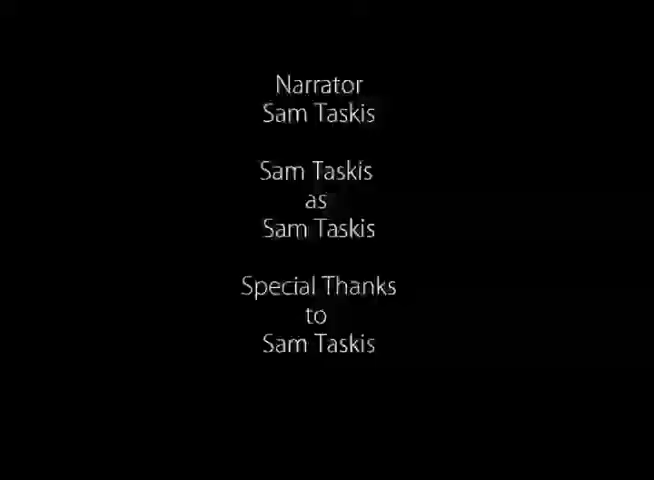 Narrator
Sam Taskis
Sam Taskis
as
Sam Taskis
Special Thanks
to
Sam Taskis